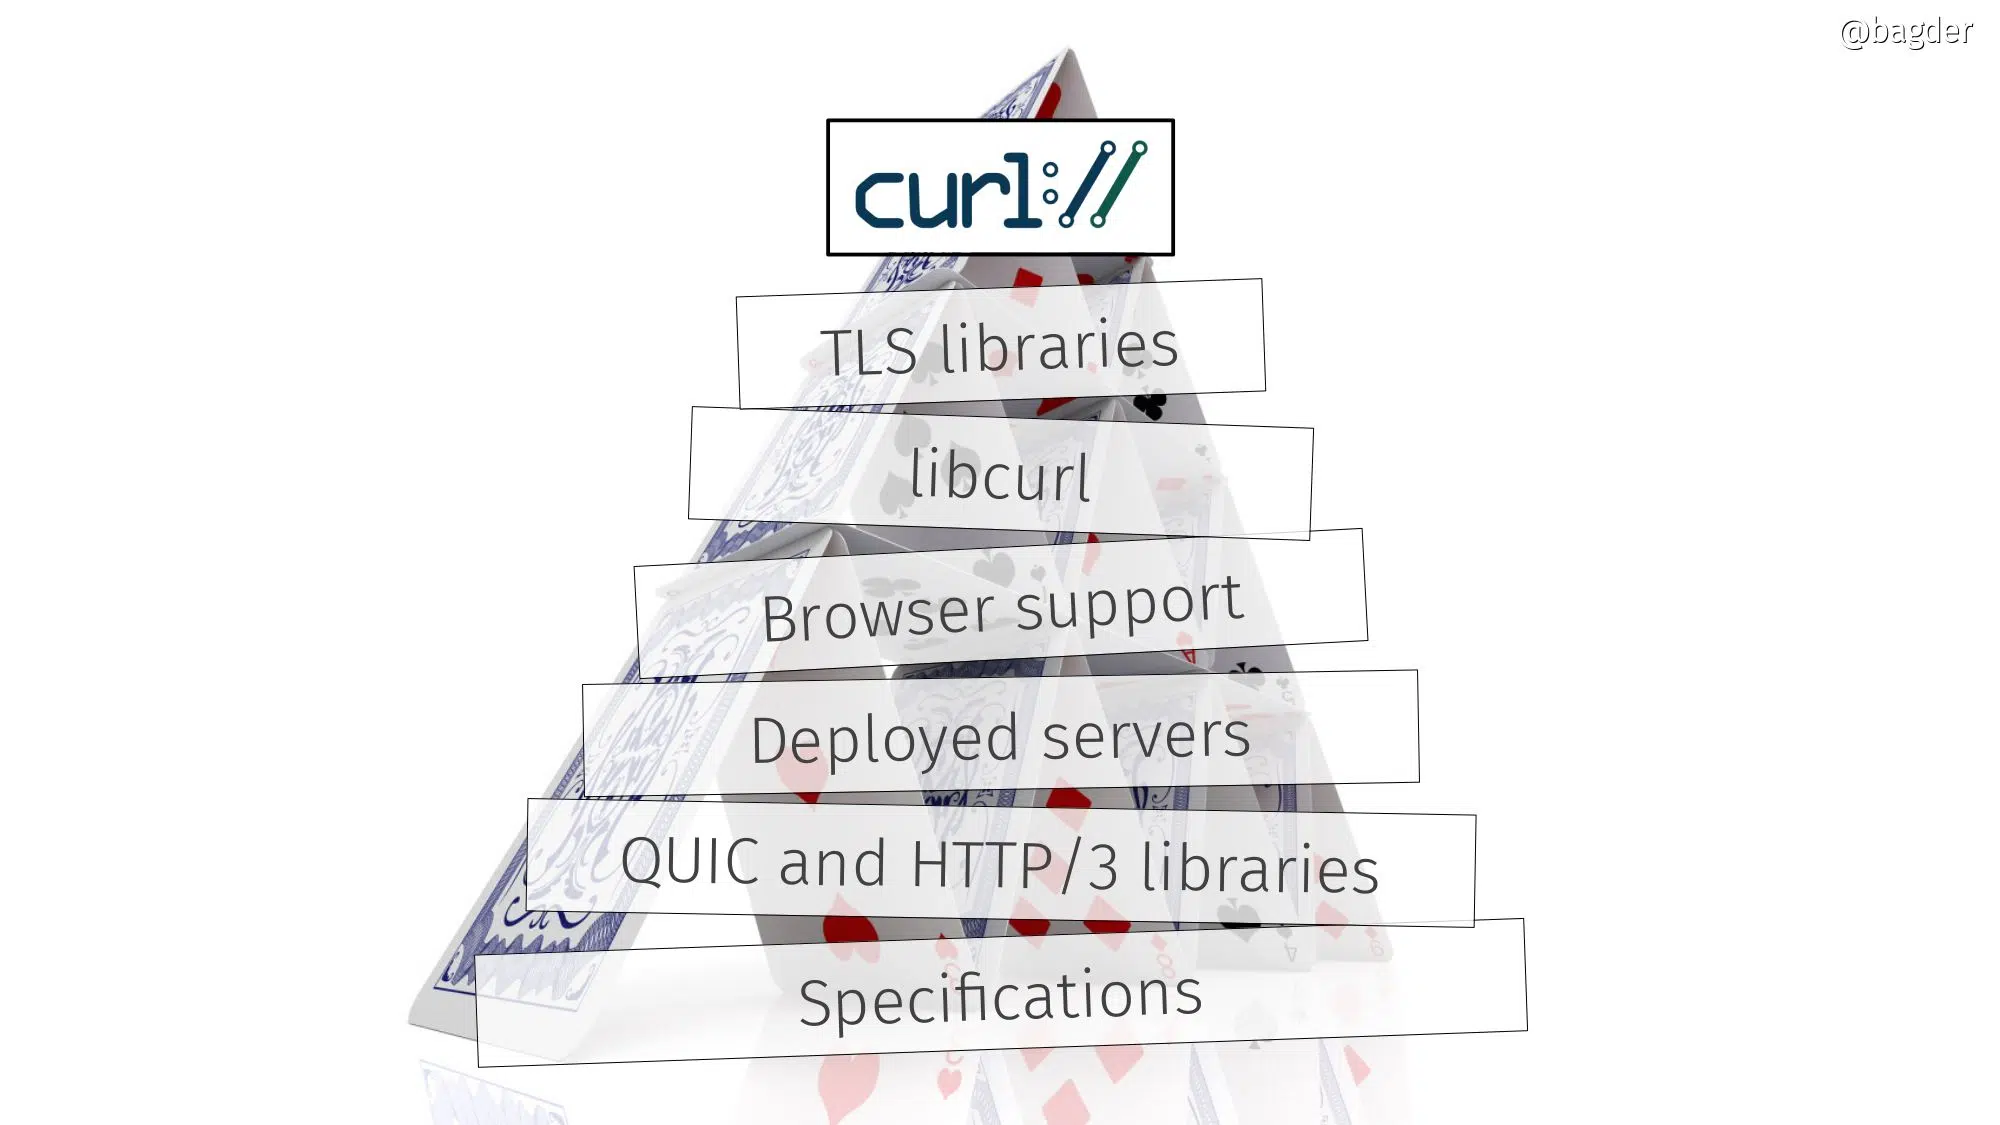 @bagder
curl://
TLS libraries
libcurl
Browser support
Deployed servers
QUIC and HTTP/3 libraries
Specifications